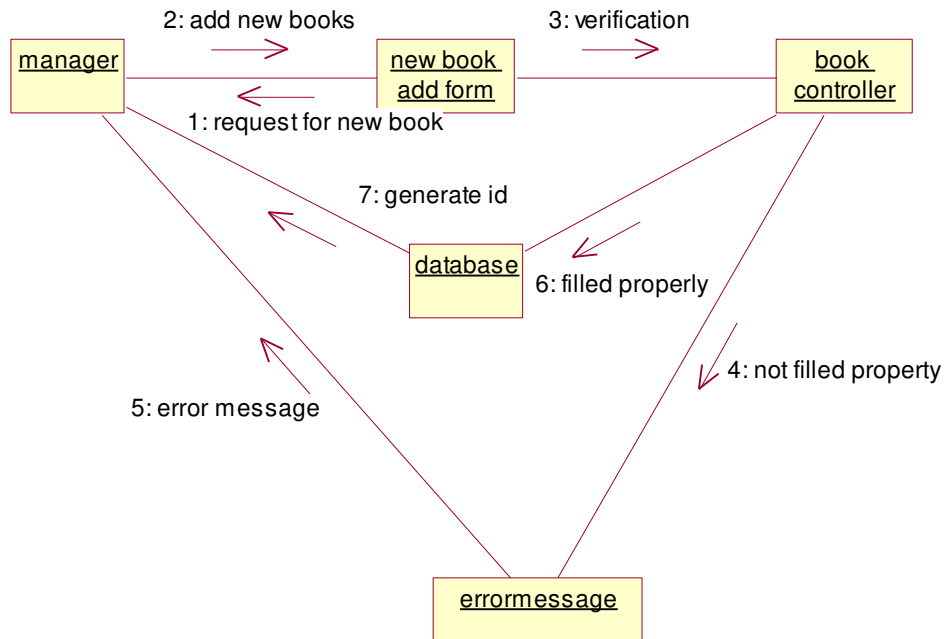 2: add new books
3: verification
manager
new book
add form
book
controller
1: request for new book
7: generate id
database
6: filled properly
4: not filled property
5: error message
errormessage